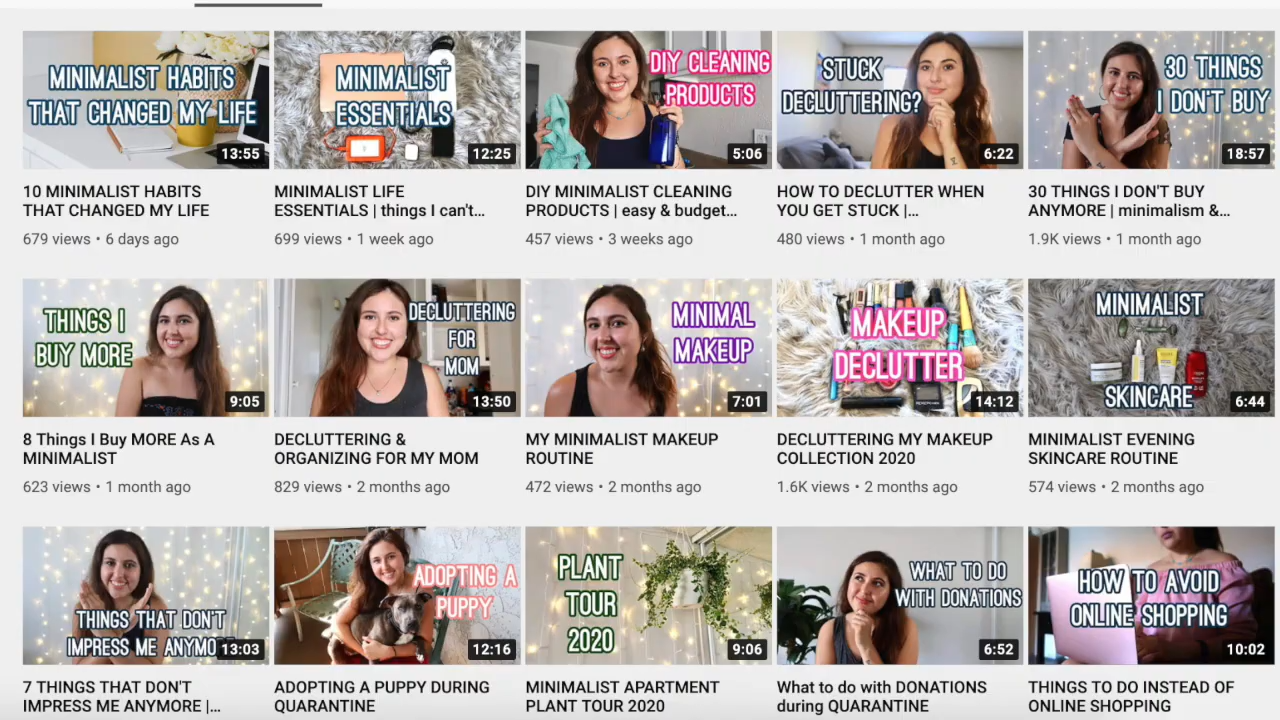 MINIMALIST HABITS
THAT CHANGED MY LIFE
13:55
MINIMALIST
ESSENTIALS
12:25
DIY CLEANING
PRODUCTS
5:06
STUCK
DECLUTTERING?
6:22
30 THINGS
I DON'T BUY
18:57
10 MINIMALIST HABITS
THAT CHANGED MY LIFE
679 views • 6 days ago
MINIMALIST LIFE
ESSENTIALS | things I can't...
699 views • 1 week ago
DIY MINIMALIST CLEANING
PRODUCTS | easy & budget...
457 views • 3 weeks ago
HOW TO DECLUTTER WHEN
YOU GET STUCK |...
480 views • 1 month ago
30 THINGS I DON'T BUY
ANYMORE | minimalism &...
1.9K views • 1 month ago
THINGS I
BUY MORE
9:05
DECLUTTERING
FOR
MOM
13:50
MINIMAL
MAKEUP
7:01
MAKEUP
DECLUTTER
14:12
MINIMALIST
SKINCARE
6:44
8 Things I Buy MORE As A
MINIMALIST
623 views • 1 month ago
DECLUTTERING &
ORGANIZING FOR MY MOM
829 views • 2 months ago
MY MINIMALIST MAKEUP
ROUTINE
472 views • 2 months ago
DECLUTTERING MY MAKEUP
COLLECTION 2020
1.6K views • 2 months ago
MINIMALIST EVENING
SKINCARE ROUTINE
574 views • 2 months ago
THINGS THAT DON'T
IMPRESS ME ANYMO
13:03
ADOPTING A
PUPPY
12:16
PLANT
TOUR
2020
9:06
WHAT TO DO
WITH DONATIONS
6:52
HOW TO AVOID
ONLINE SHOPPING
10:02
7 THINGS THAT DON'T
IMPRESS ME ANYMORE |...
ADOPTING A PUPPY DURING
QUARANTINE
MINIMALIST APARTMENT
PLANT TOUR 2020
What to do with DONATIONS
during QUARANTINE
THINGS TO DO INSTEAD OF
ONLINE SHOPPING